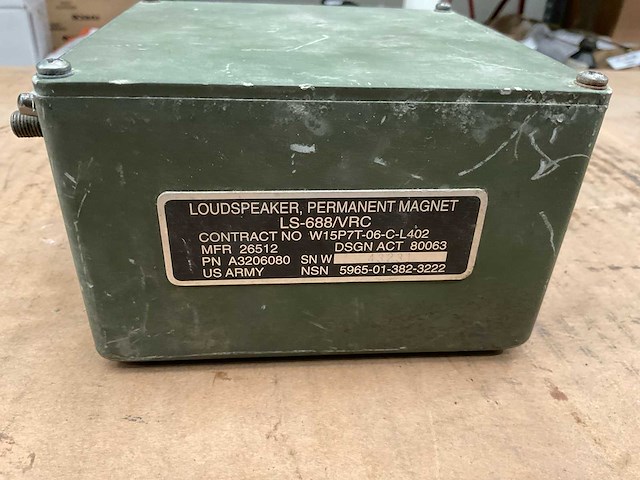 LOUDSPEAKER, PERMANENT MAGNET
LS-688/VRC
CONTRACT NO W15P7T-06-C-L402
MFR 26512 DSGN ACT 80063
PN A3206080 SN W
US ARMY NSN 5965-01-382-3222